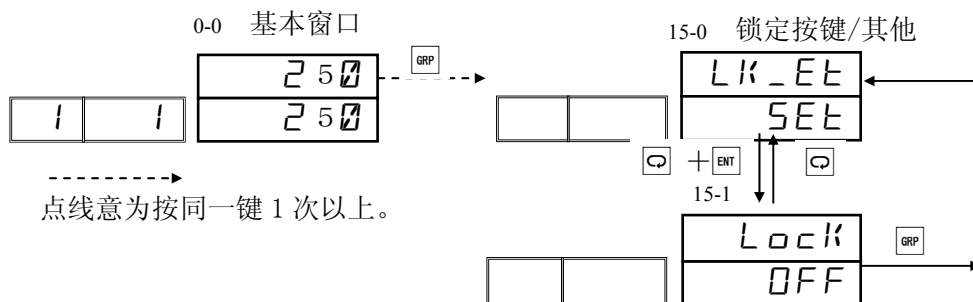 0-0 基本窗口
15-0 锁定按键/其他
250
GRP
LK_Et
1 1
250
SEt
+ ENT
15-1
点线意为按同一键 1 次以上。
LocK
GRP
OFF